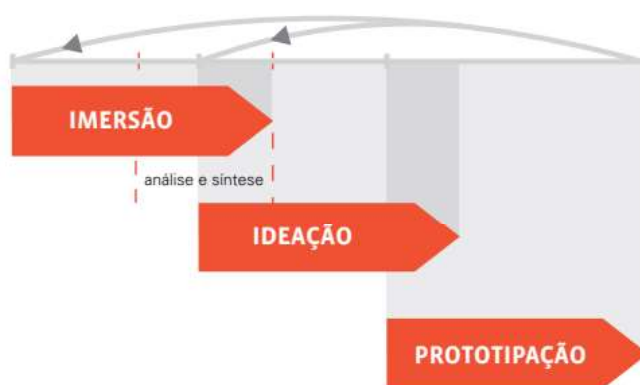 IMERSÃO
análise e síntese
IDEAÇÃO
PROTOTIPAÇÃO